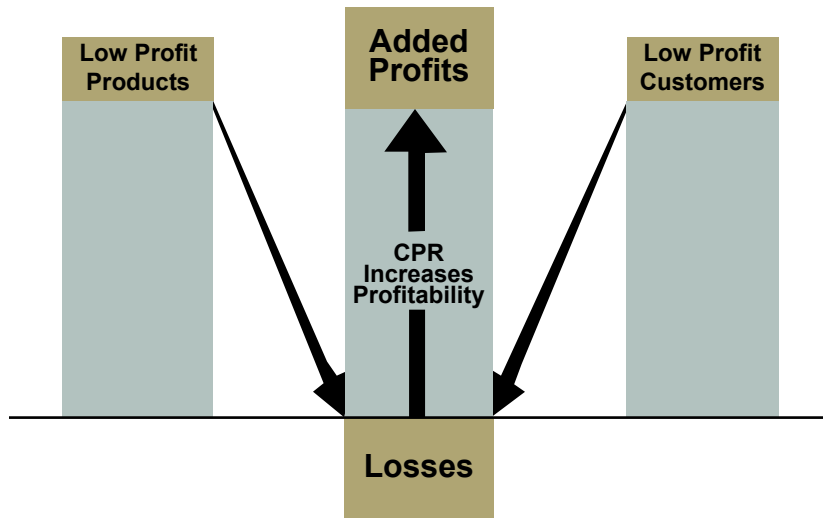 Low Profit
Products
Added
Profits
Low Profit
Customers
CPR
Increases
Profitability
Losses